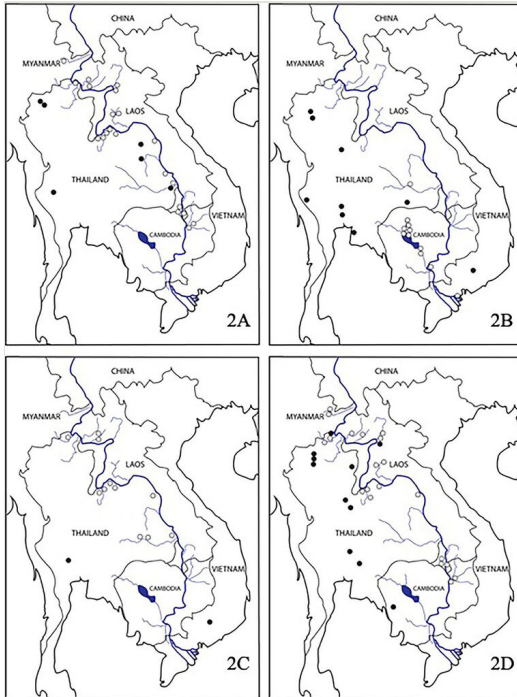 CHINA
MYANMAR
LAOS
THAILAND
VIETNAM
CAMBODIA
2A
CHINA
MYANMAR
LAOS
THAILAND
VIETNAM
CAMBODIA
2B
CHINA
MYANMAR
LAOS
THAILAND
VIETNAM
CAMBODIA
2C
CHINA
MYANMAR
LAOS
THAILAND
VIETNAM
CAMBODIA
2D